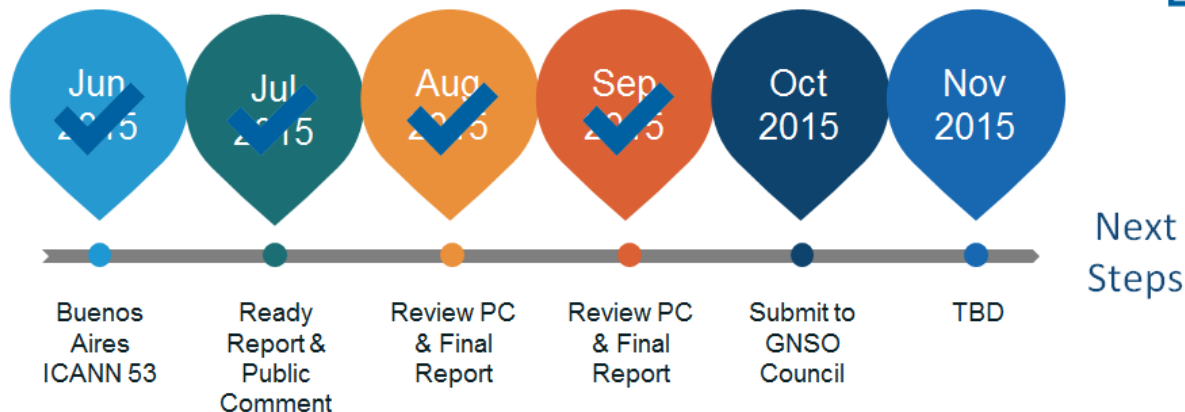 Jun
2015
Jul
2015
Aug
2015
Sep
2015
Oct
2015
Nov
2015
Next
Steps
Buenos
Aires
ICANN 53
Ready
Report &
Public
Comment
Review PC
& Final
Report
Review PC
& Final
Report
Submit to
GNSO
Council
TBD